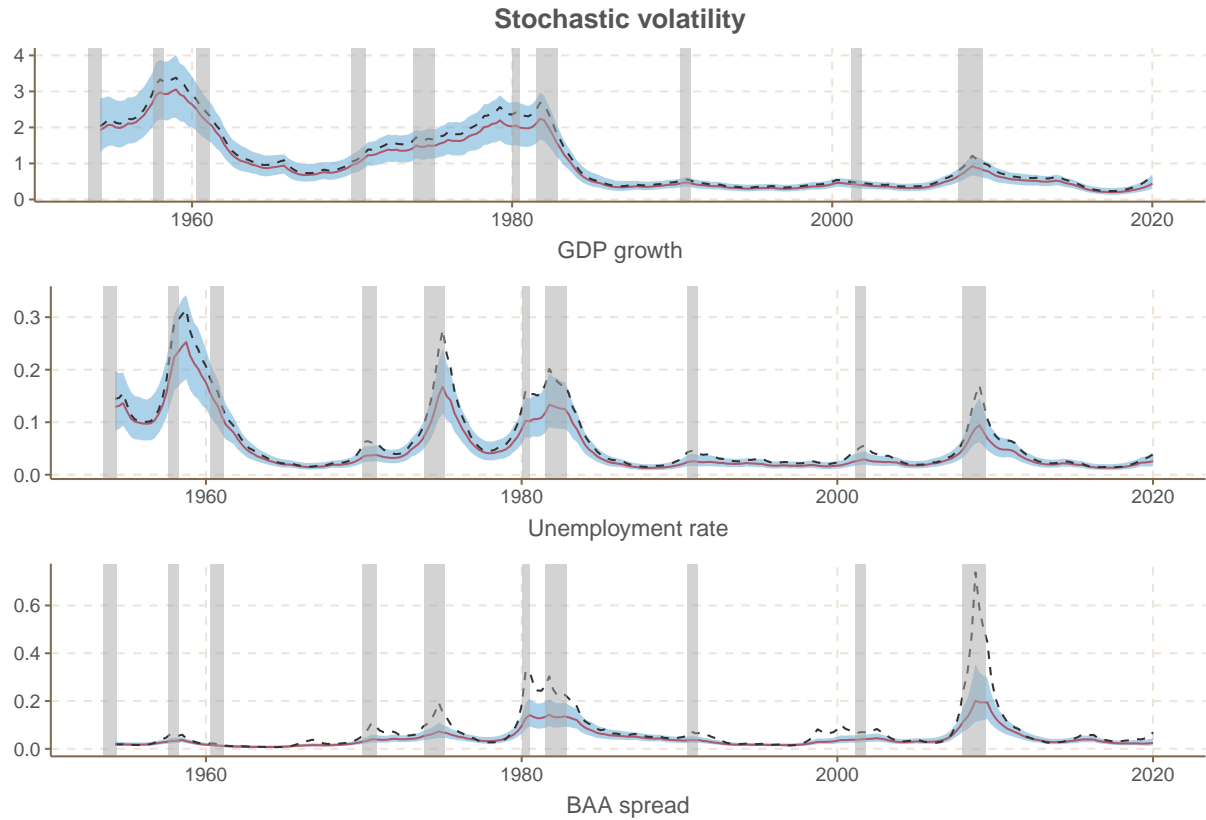 Stochastic volatility
4
3
2
1
0
1960 1980 2000 2020
GDP growth
0.3
0.2
0.1
0.0
1960 1980 2000 2020
Unemployment rate
0.6
0.4
0.2
0.0
1960 1980 2000 2020
BAA spread